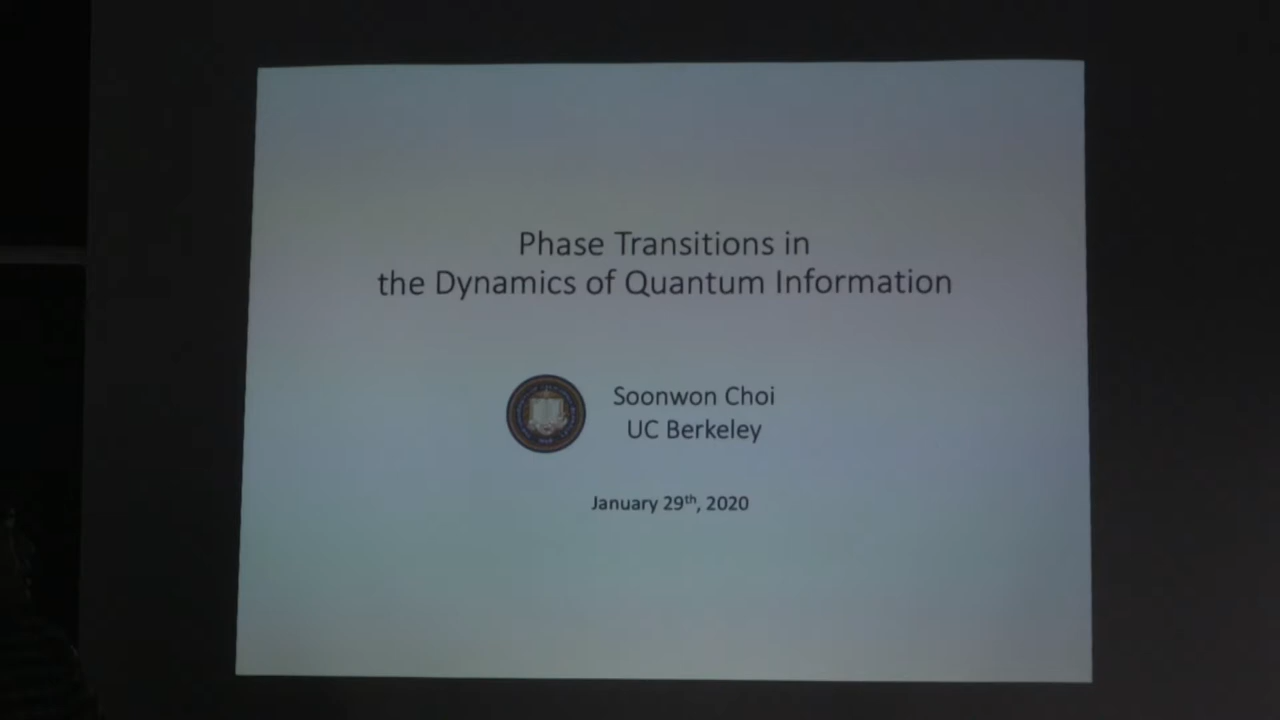 Phase Transitions in
the Dynamics of Quantum Information
Soonwon Choi
UC Berkeley
January 29th, 2020